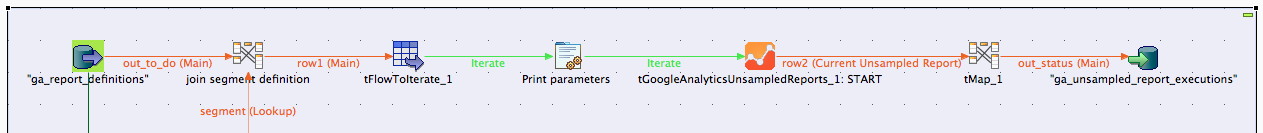 out_to_do (Main)
row1 (Main)
Iterate
Iterate
row2 (Current Unsampled Report)
out_status (Main)
"ga_report_definitions"
join segment definition
tFlowToIterate_1
Print parameters
tGoogleAnalyticsUnsampledReports_1: START
tMap_1
"ga_unsampled_report_executions"
segment (Lookup)